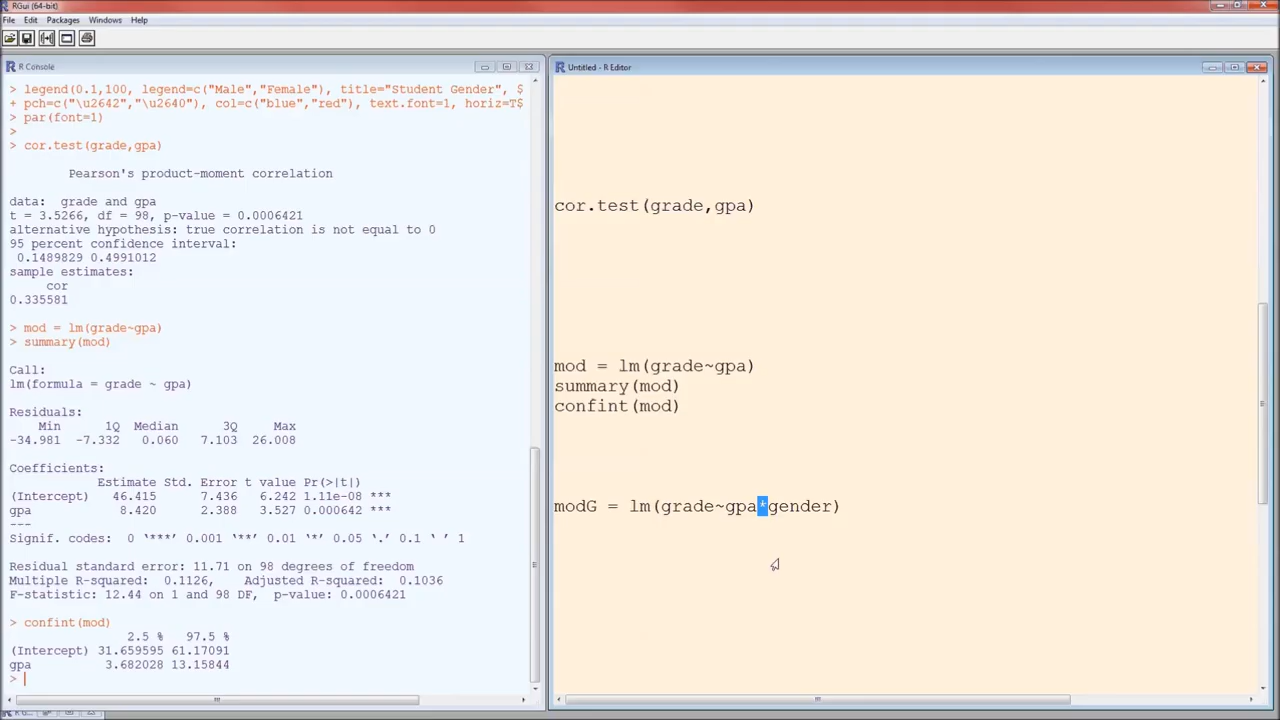 RGui (64-bit)
File Edit Packages Windows Help
R Console
> legend(0.1,100, legend=c("Male","Female"), title="Student Gender", $
+ pch=c("\u2642","\u2640"), col=c("blue","red"), text.font=1, horiz=T$
> par(font=1)
>
> cor.test(grade,gpa)
Pearson's product-moment correlation
data:  grade and gpa
t = 3.5266, df = 98, p-value = 0.0006421
alternative hypothesis: true correlation is not equal to 0
95 percent confidence interval:
0.1489829 0.4991012
sample estimates:
cor
0.335581
> mod = lm(grade~gpa)
> summary(mod)
Call:
lm(formula = grade ~ gpa)
Residuals:
Min 1Q Median 3Q Max
-34.981 -7.332 0.060 7.103 26.008
Coefficients:
Estimate Std. Error t value Pr(>|t|)
(Intercept) 46.415 7.436 6.242 1.11e-08 ***
gpa 8.420 2.388 3.527 0.000642 ***
---
Signif. codes:  0 ‘***’ 0.001 ‘**’ 0.01 ‘*’ 0.05 ‘.’ 0.1 ‘ ’ 1
Residual standard error: 11.71 on 98 degrees of freedom
Multiple R-squared:  0.1126,    Adjusted R-squared:  0.1036
F-statistic: 12.44 on 1 and 98 DF,  p-value: 0.0006421
> confint(mod)
2.5 % 97.5 %
(Intercept) 31.659595 61.17091
gpa 3.682028 13.15844
>
Untitled - R Editor
cor.test(grade,gpa)
mod = lm(grade~gpa)
summary(mod)
confint(mod)
modG = lm(grade~gpa*gender)